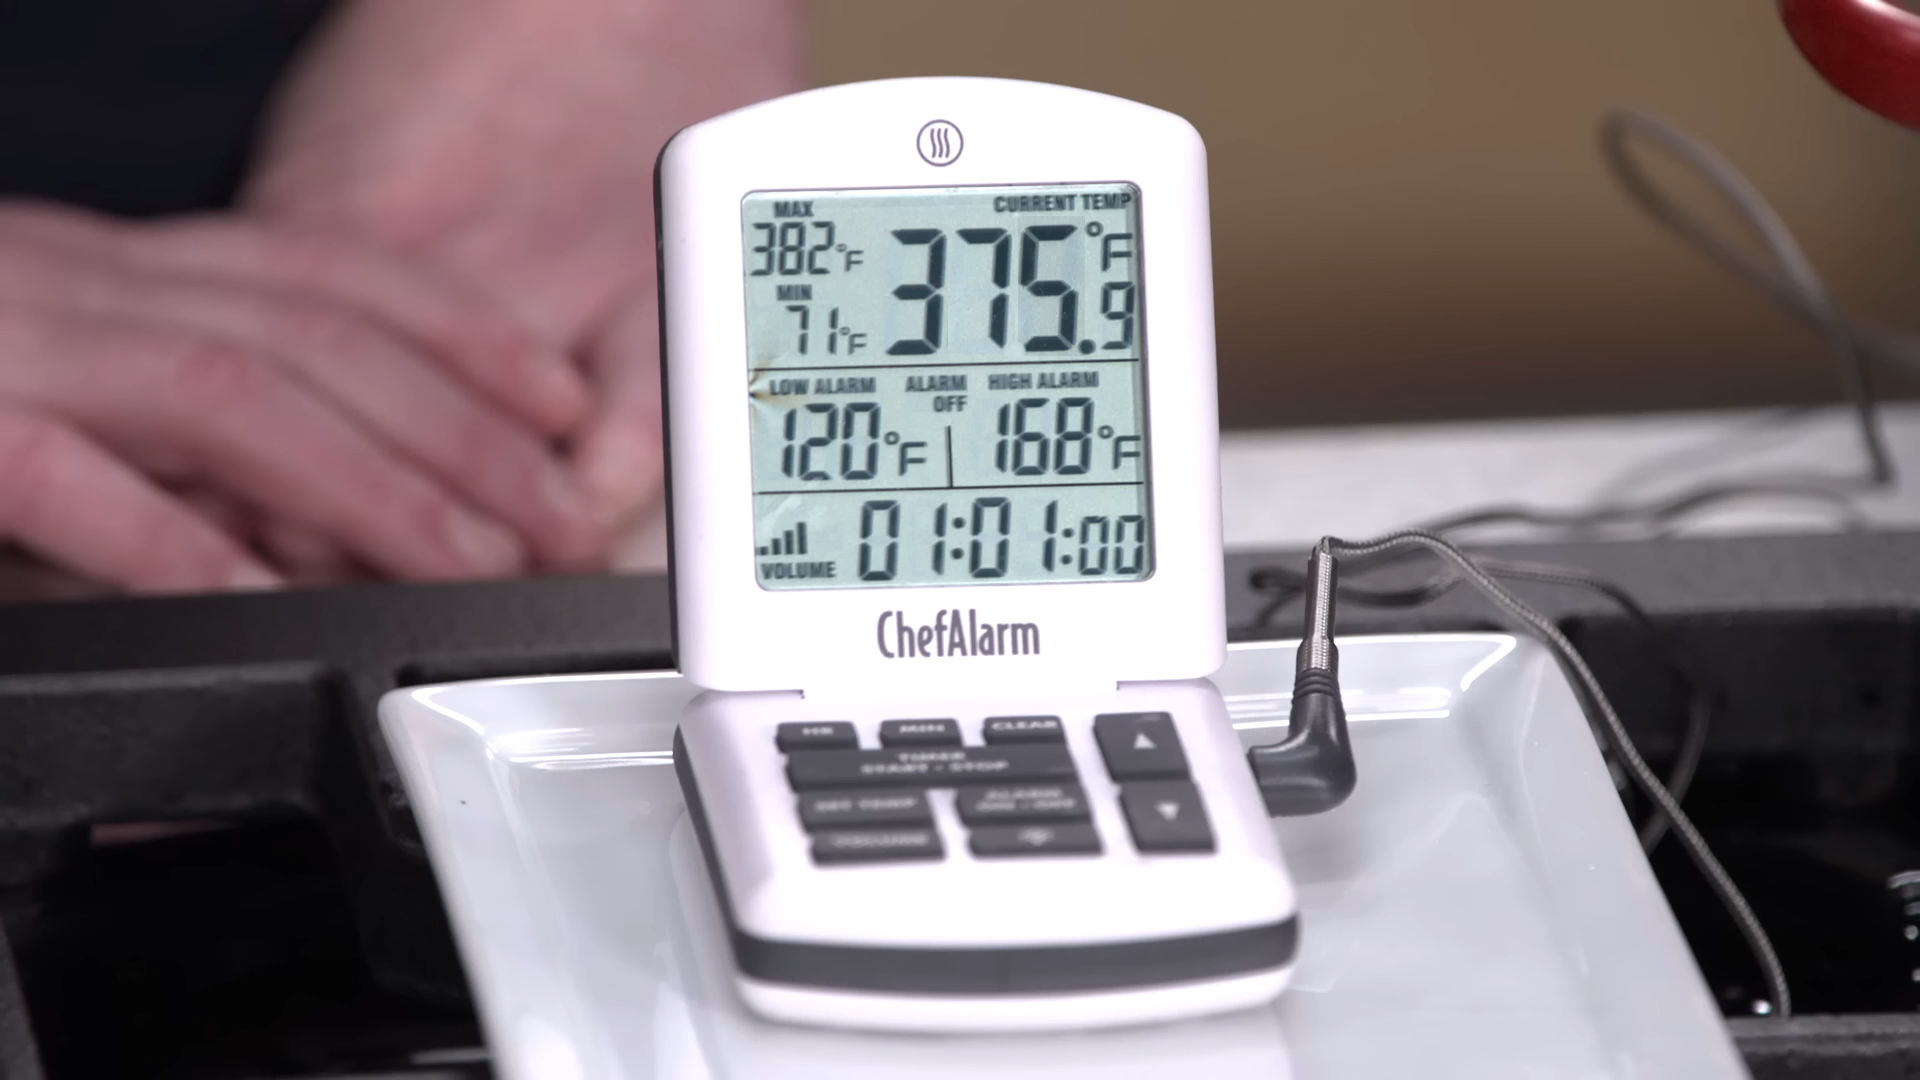 MAX CURRENT TEMP
382°F 375.9°F
MIN
71°F
LOW ALARM ALARM OFF HIGH ALARM
120°F 168°F
VOLUME 01:01:00
ChefAlarm
HR MIN CLEAR
TIMER
START - STOP
SET TEMP ALARM
VOLUME